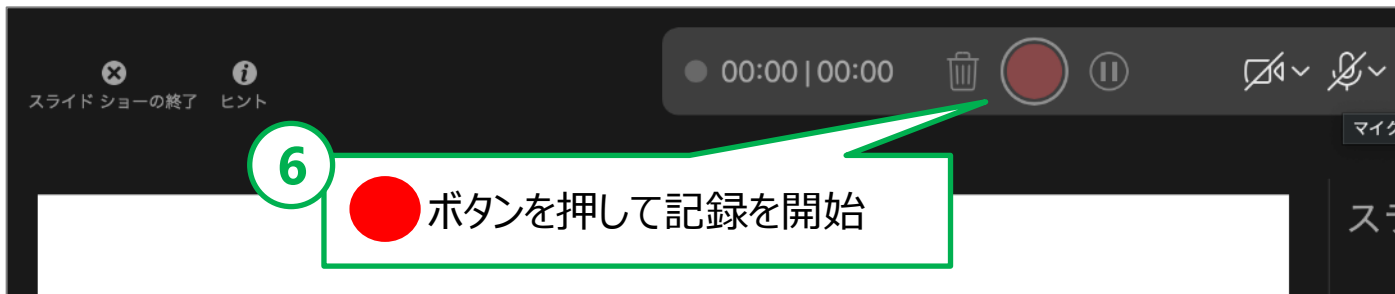 00:00 | 00:00
スライド ショーの終了 ヒント
マイク
6
ボタンを押して記録を開始
スラ